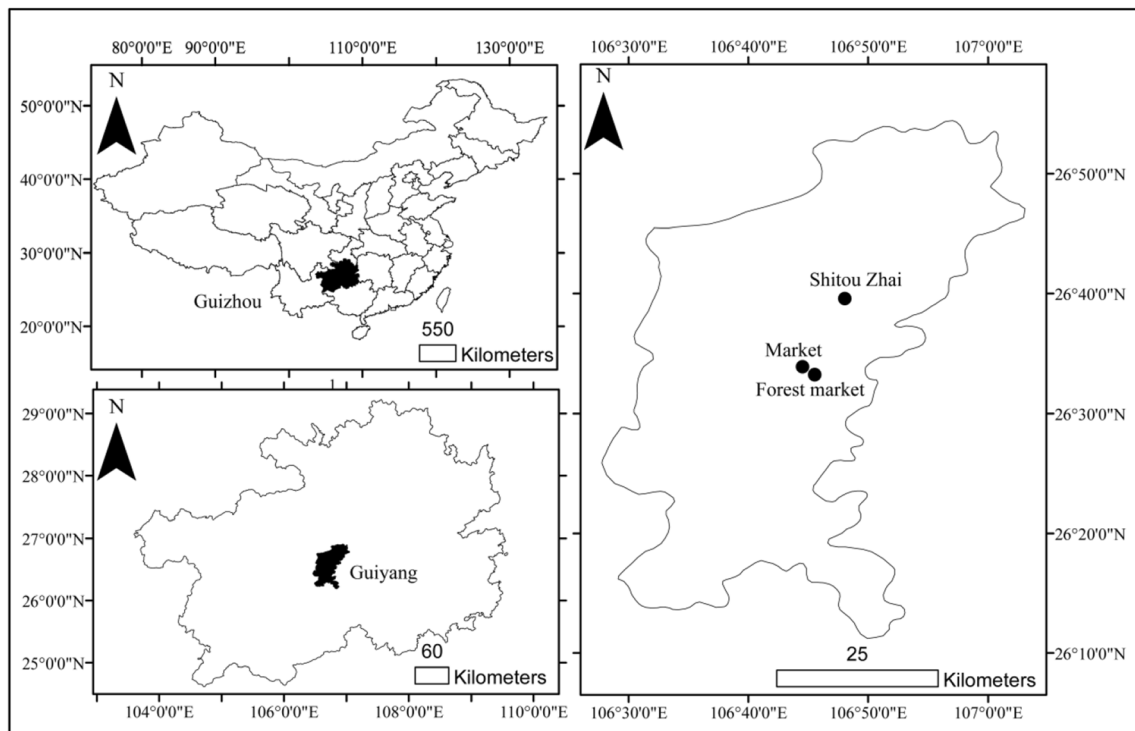 80°0'0"E 90°0'0"E 110°0'0"E 130°0'0"E
N
50°0'0"N
40°0'0"N
30°0'0"N
20°0'0"N
Guizhou
550
Kilometers
N
29°0'0"N
28°0'0"N
27°0'0"N
26°0'0"N
25°0'0"N
Guiyang
60
Kilometers
104°0'0"E 106°0'0"E 108°0'0"E 110°0'0"E
106°30'0"E 106°40'0"E 106°50'0"E 107°0'0"E
N
26°50'0"N
Shitou Zhai
26°40'0"N
Market
Forest market
26°30'0"N
26°20'0"N
26°10'0"N
25
Kilometers
106°30'0"E 106°40'0"E 106°50'0"E 107°0'0"E